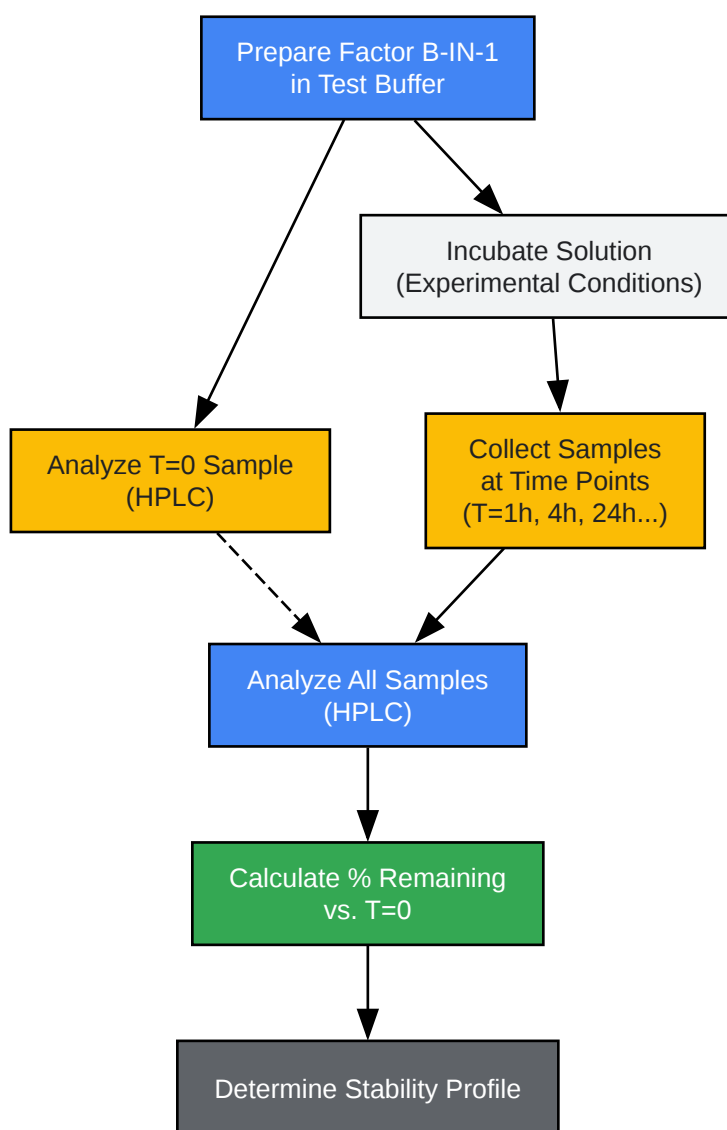 Prepare Factor B-IN-1
in Test Buffer
Incubate Solution
(Experimental Conditions)
Analyze T=0 Sample
(HPLC)
Collect Samples
at Time Points
(T=1h, 4h, 24h...)
Analyze All Samples
(HPLC)
Calculate % Remaining
vs. T=0
Determine Stability Profile